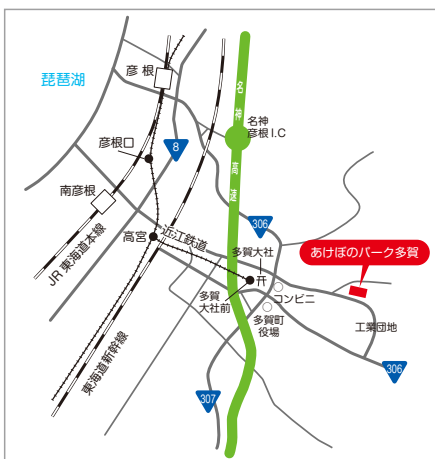 琵琶湖
彦根
名神高速
名神
彦根I.C
彦根口
8
南彦根
306
近江鉄道
高宮
多賀大社
あけぼのパーク多賀
JR東海道本線
多賀
大社前
コンビニ
多賀町
役場
工業団地
東海道新幹線
306
307